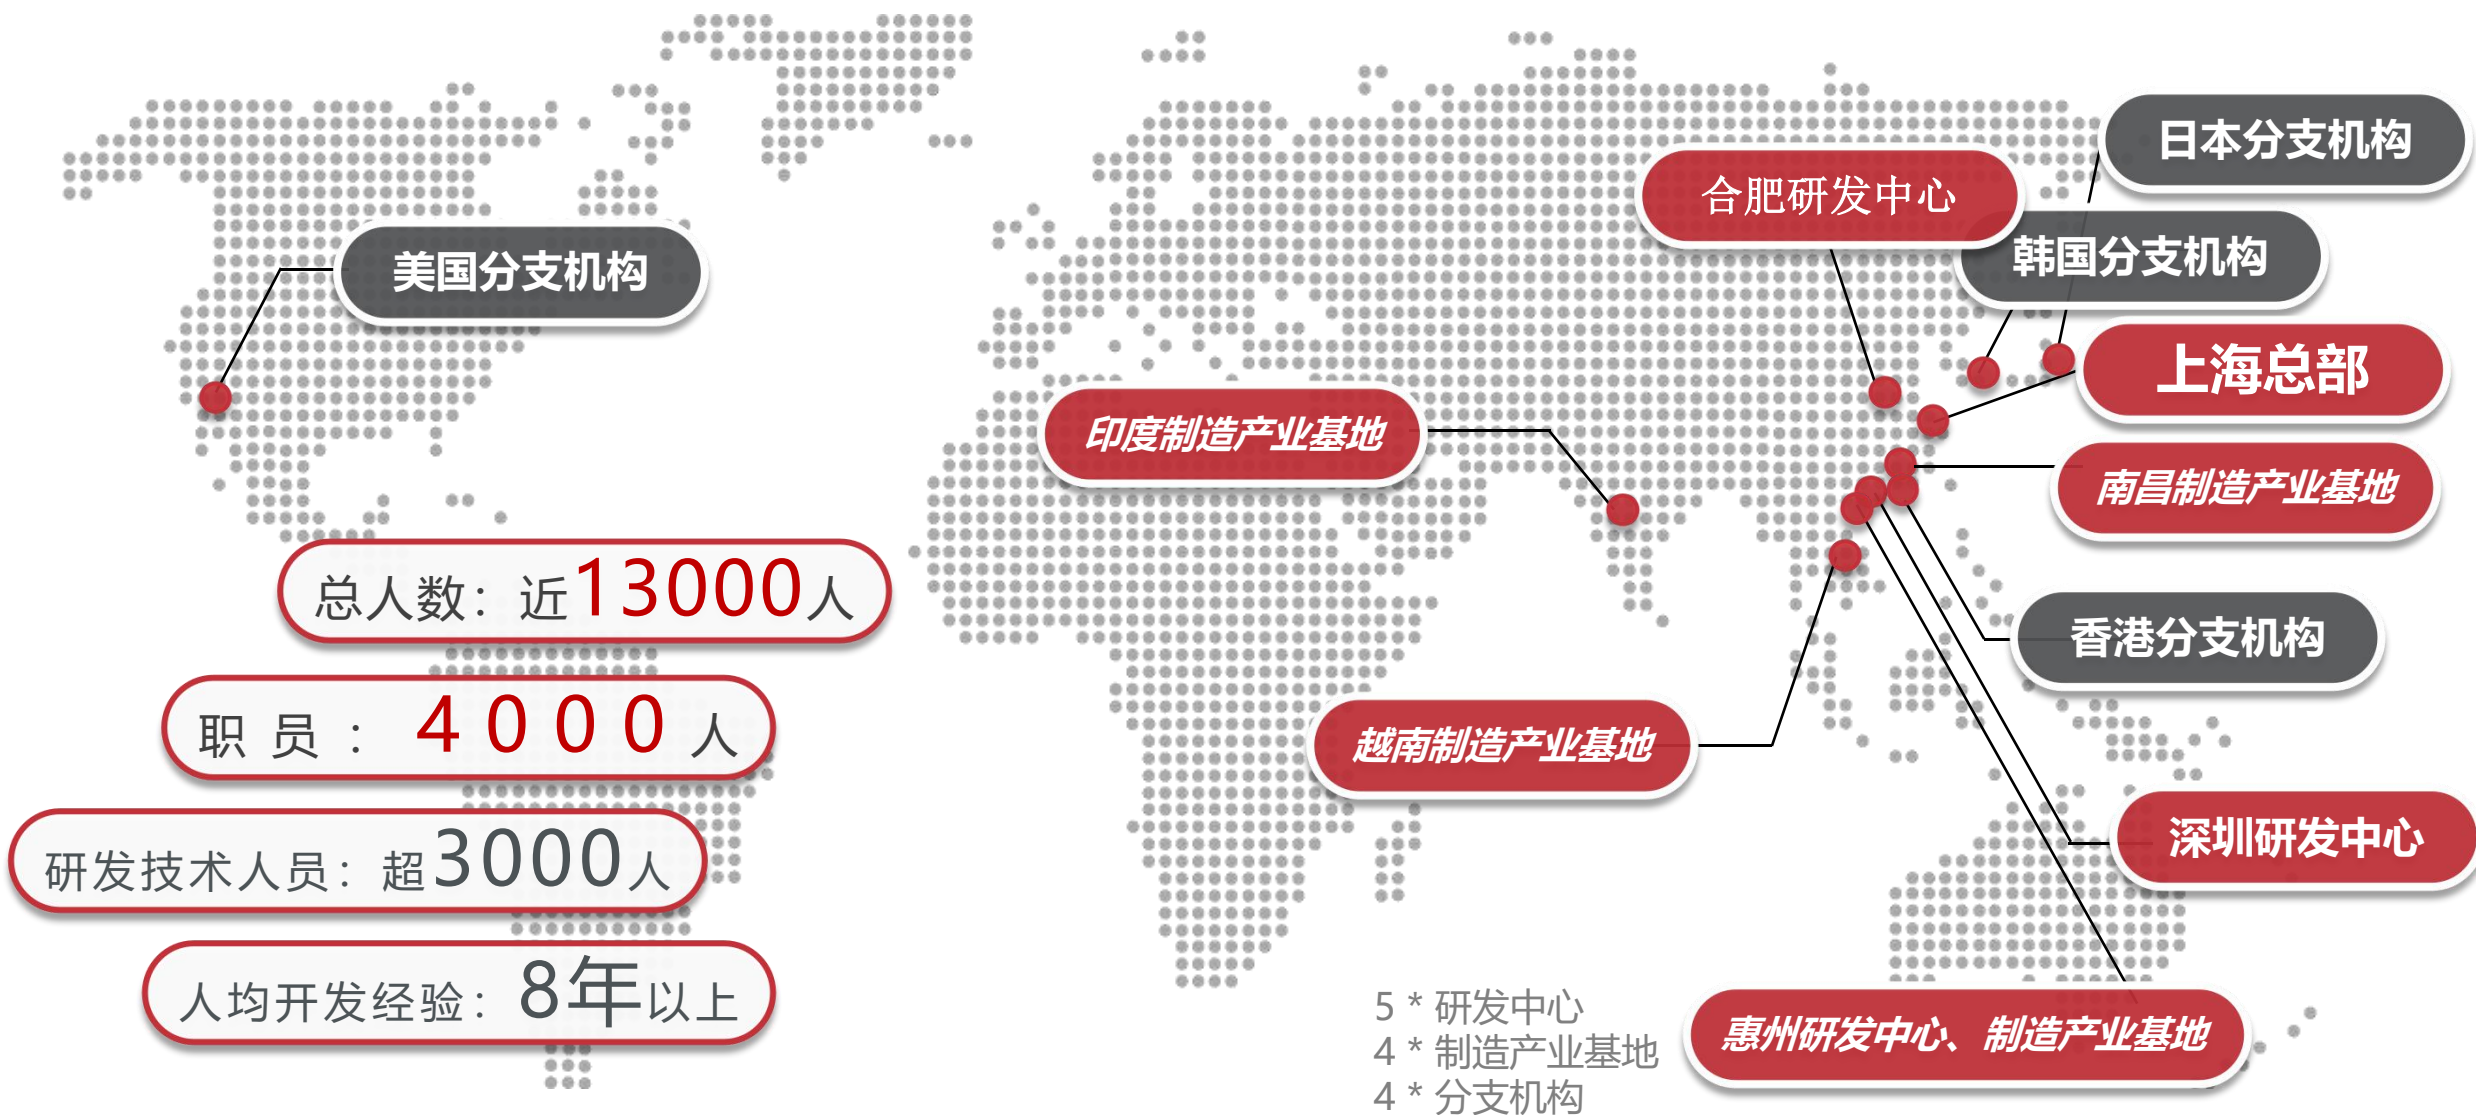 日本分支机构
合肥研发中心
韩国分支机构
美国分支机构
上海总部
印度制造产业基地
南昌制造产业基地
总人数：近13000人
香港分支机构
职员：4000人
越南制造产业基地
研发技术人员：超3000人
深圳研发中心
人均开发经验：8年以上
5 * 研发中心
4 * 制造产业基地
4 * 分支机构
惠州研发中心、制造产业基地